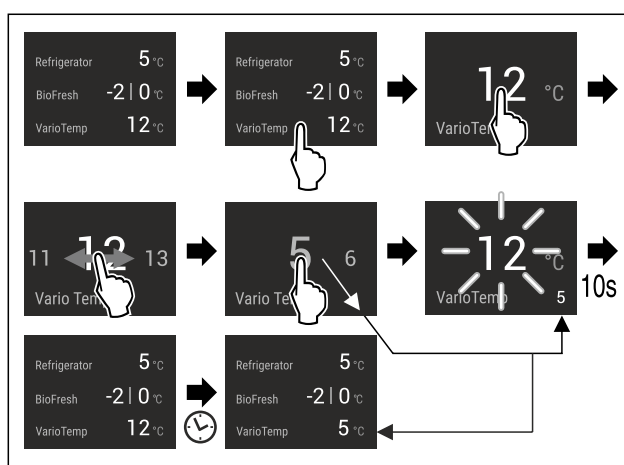 Refrigerator 5 °C
BioFresh -2 | 0 °C
VarioTemp 12 °C
Refrigerator 5 °C
BioFresh -2 | 0 °C
VarioTemp 12 °C
12 °C
11 12 13
Vario
5 6
Vario
12 °C
VarioTemp 5
10s
Refrigerator 5 °C
BioFresh -2 | 0 °C
VarioTemp 12 °C
Refrigerator 5 °C
BioFresh -2 | 0 °C
VarioTemp 5 °C